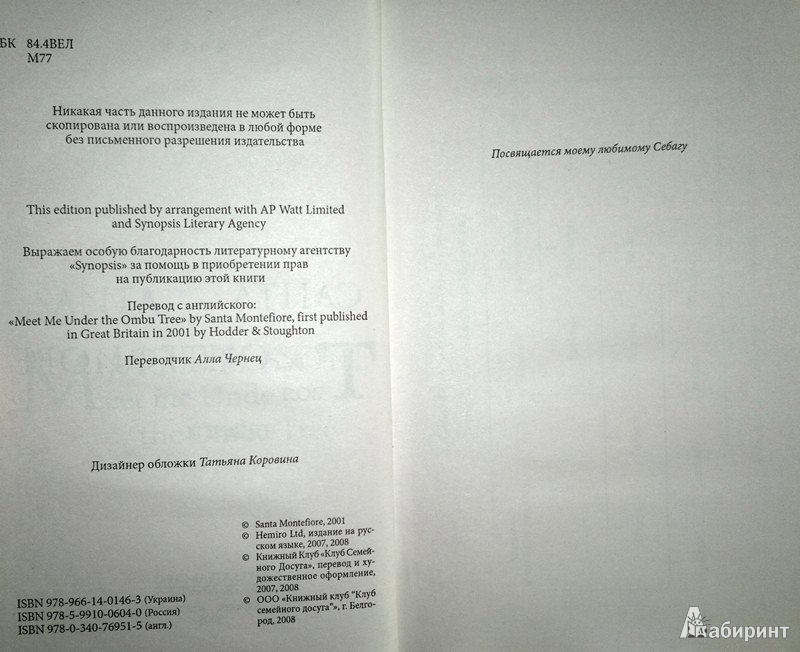 БК 84.4ВЕЛ
М77
Никакая часть данного издания не может быть
скопирована или воспроизведена в любой форме
без письменного разрешения издательства
This edition published by arrangement with AP Watt Limited
and Synopsis Literary Agency
Выражаем особую благодарность литературному агентству
«Synopsis» за помощь в приобретении прав
на публикацию этой книги
Перевод с английского:
«Meet Me Under the Ombu Tree» by Santa Montefiore, first published
in Great Britain in 2001 by Hodder & Stoughton
Переводчик Алла Чернец
Дизайнер обложки Татьяна Коровина
© Santa Montefiore, 2001
© Hemiro Ltd, издание на рус-
ском языке, 2007, 2008
© Книжный Клуб «Клуб Семей-
ного Досуга», перевод и ху-
дожественное оформление,
2007, 2008
© ООО «Книжный клуб "Клуб
семейного досуга"», г. Белго-
род, 2008
ISBN 978-966-14-0146-3 (Украина)
ISBN 978-5-9910-0604-0 (Россия)
ISBN 978-0-340-76951-5 (англ.)
Посвящается моему любимому Себагу
Лабиринт